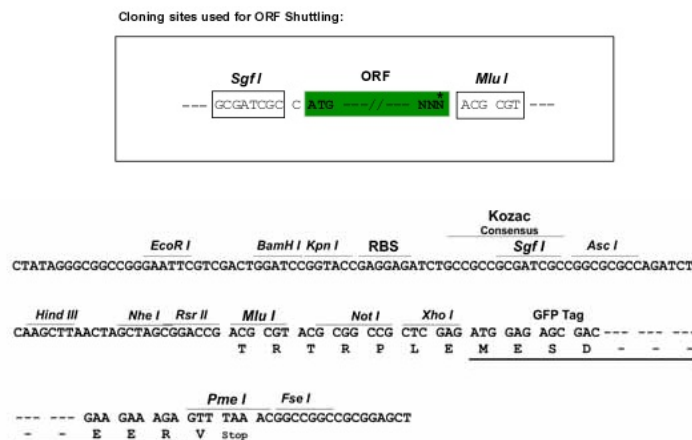 Cloning sites used for ORF Shuttling:
Sgf I ORF Mlu I
--- GCGATCGC C ATG ---//--- NNN* ACG CGT ---
Kozac
Consensus
EcoR I BamH I Kpn I RBS Sgf I Asc I
CTATAGGGCGGCCGGGAATTCGTCGACTGGATCCGGTACCGAGGAGATCTGCCGCCGCGATCGCCGGCGCGCCAGATCT
Hind III Nhe I Rsr II Mlu I Not I Xho I GFP Tag
CAAGCTTAACTAGCTAGCGGACCG ACG CGT ACG CGG CCG CTC GAG ATG GAG AGC GAC--- --- ---
T R T R P L E M E S D - - -
Pme I Fse I
--- --- GAA GAA AGA GTT TAA ACGGCCGGCCGCGGAGCT
- - E E R V Stop